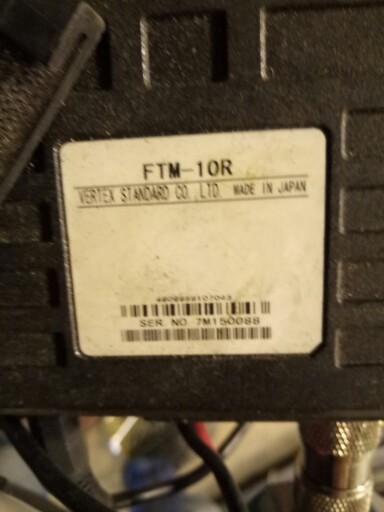 FTM-10R
VERTEX STANDARD CO., LTD. MADE IN JAPAN
SER. NO. 7M150088